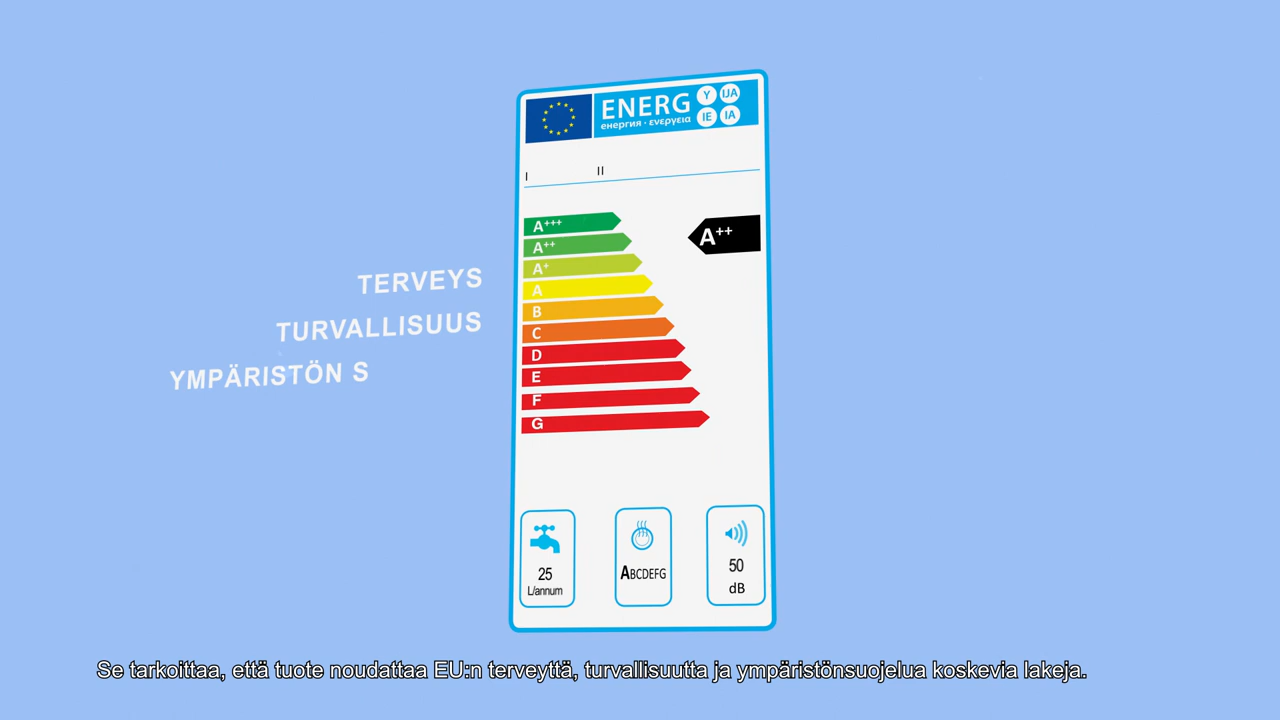 ENERG
енергия · ενεργεια
Y IJA
IE IA
I II
A+++
A++
A++
A+
A
B
C
D
E
F
G
TERVEYS
TURVALLISUUS
YMPÄRISTÖN S
25
L/annum
ABCDEFG
50
dB
Se tarkoittaa, että tuote noudattaa EU:n terveyttä, turvallisuutta ja ympäristönsuojelua koskevia lakeja.